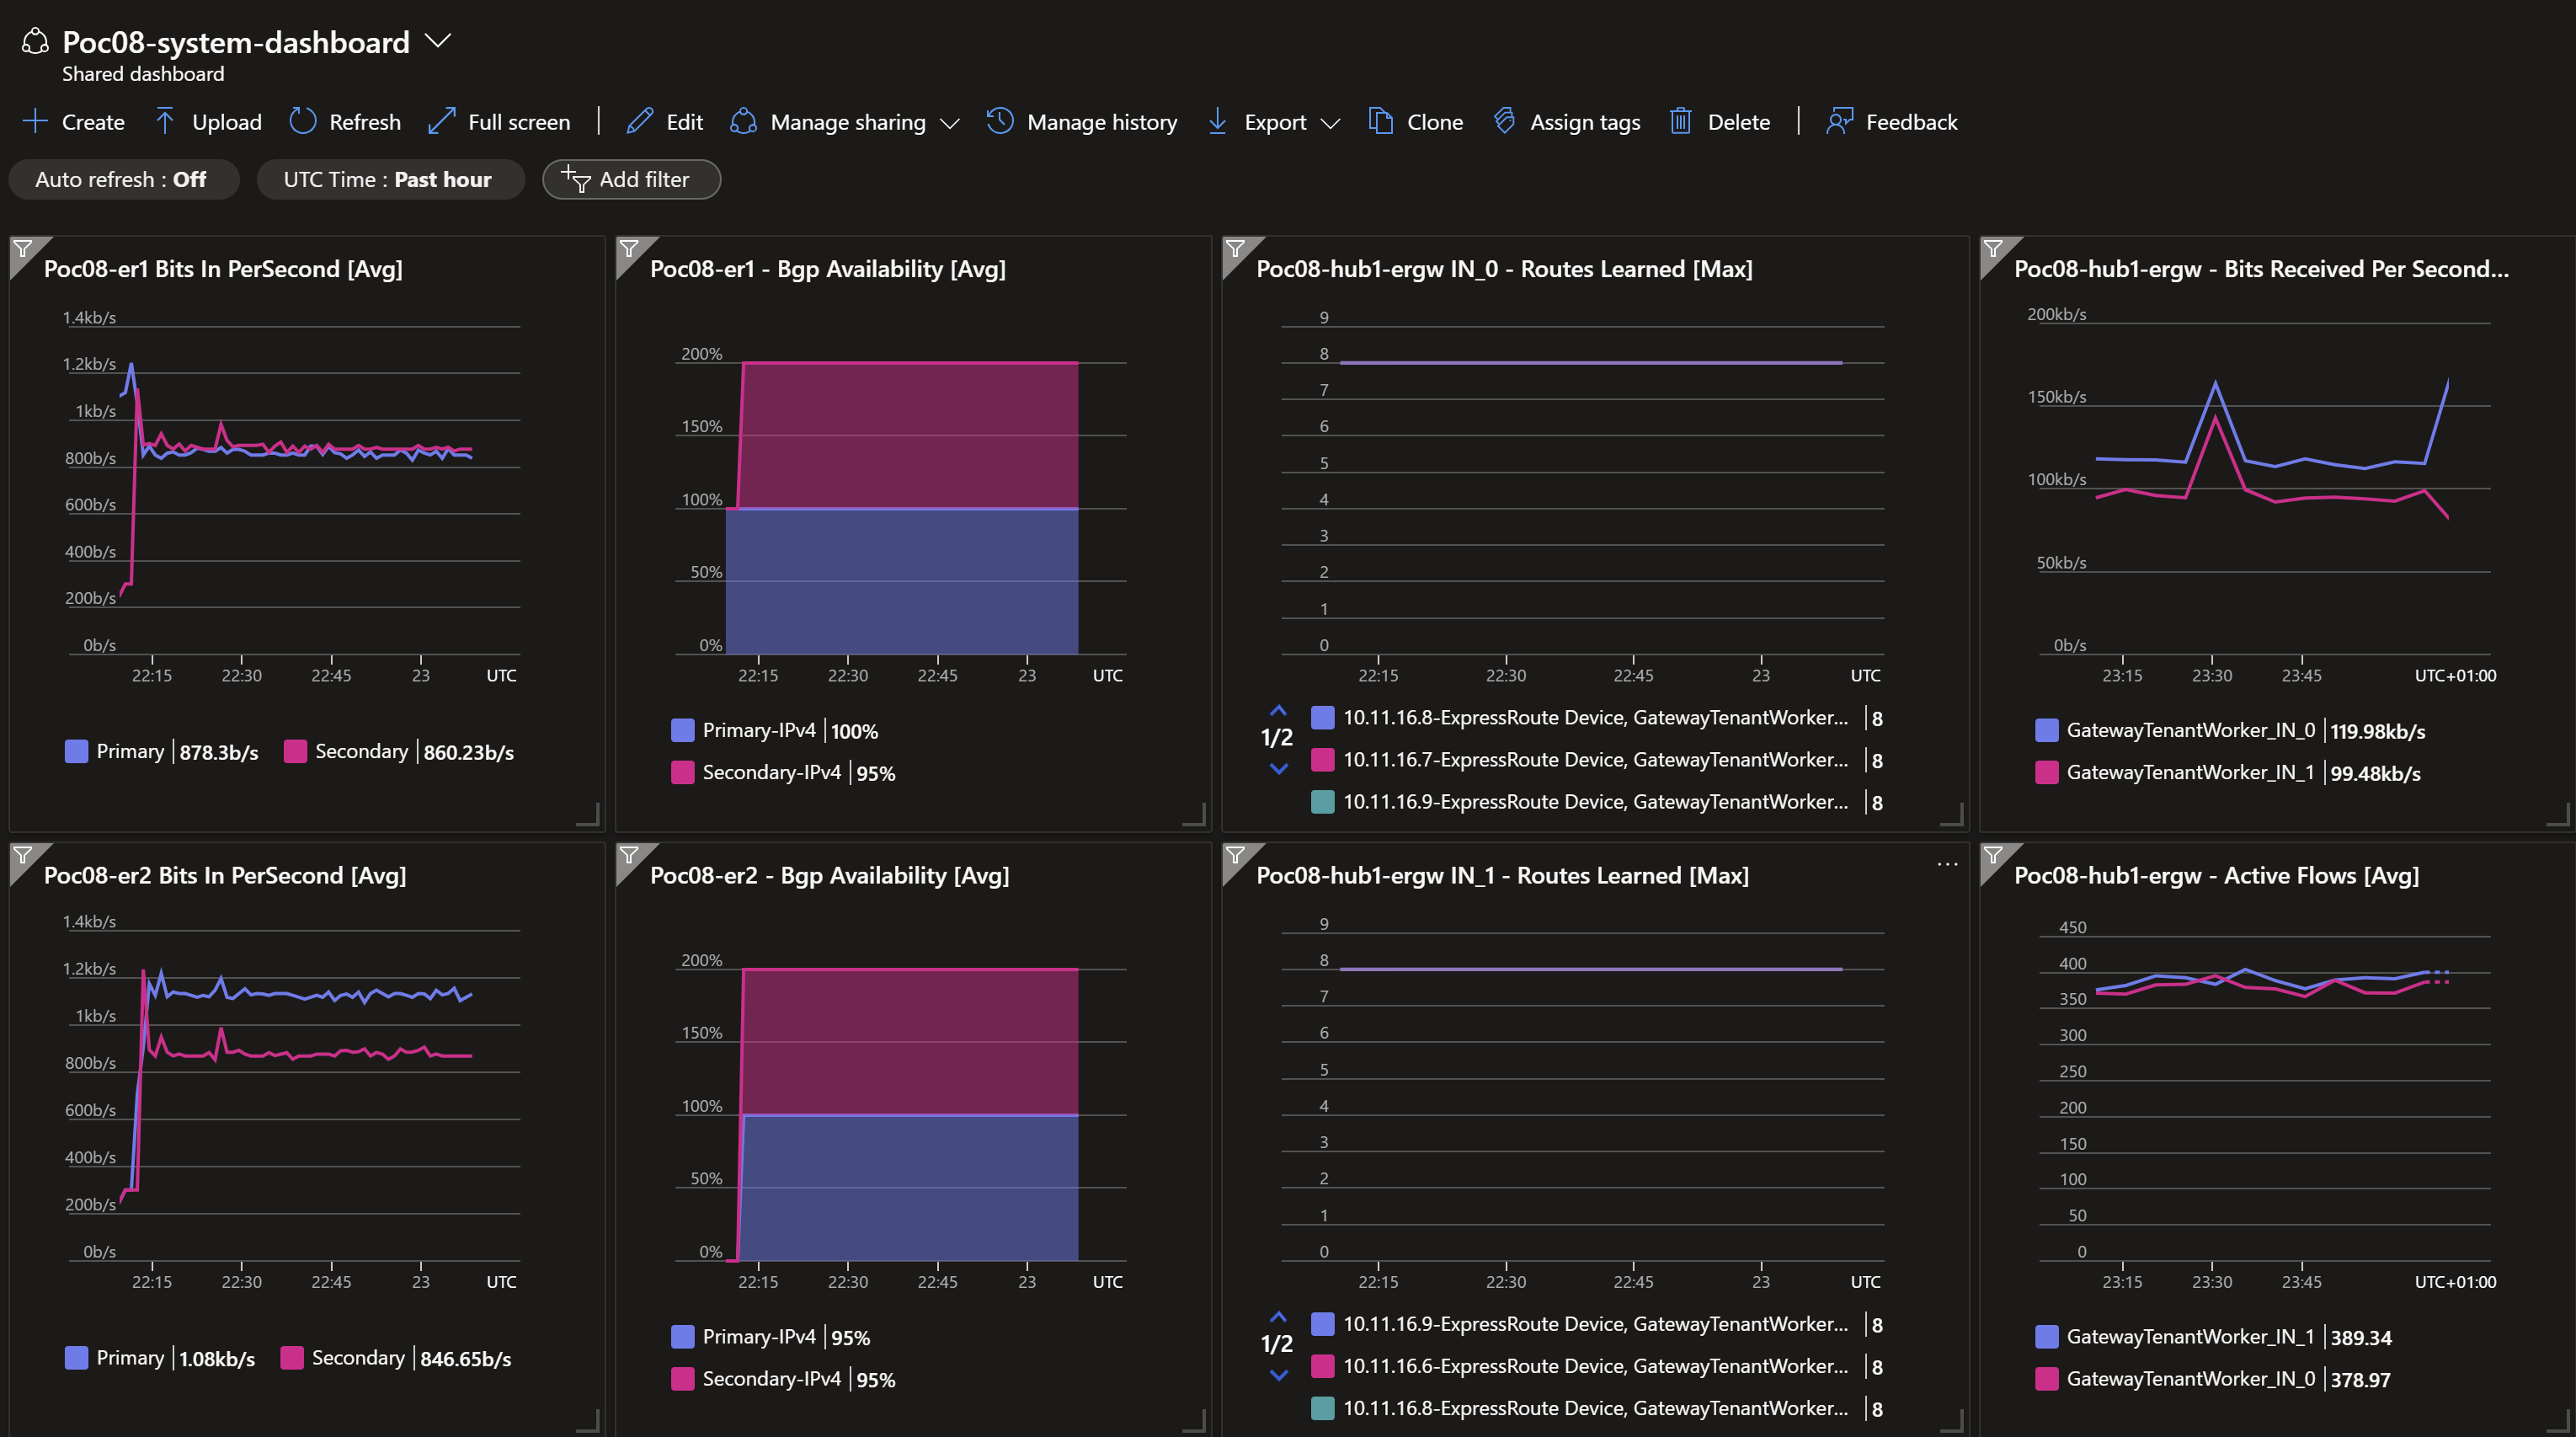 Poc08-system-dashboard
Shared dashboard
Create Upload Refresh Full screen Edit Manage sharing Manage history Export Clone Assign tags Delete Feedback
Auto refresh : Off UTC Time : Past hour Add filter
Poc08-er1 Bits In PerSecond [Avg]
1.4kb/s
1.2kb/s
1kb/s
800b/s
600b/s
400b/s
200b/s
0b/s
22:15 22:30 22:45 23 UTC
Primary 878.3b/s Secondary 860.23b/s
Poc08-er1 - Bgp Availability [Avg]
200%
150%
100%
50%
0%
22:15 22:30 22:45 23 UTC
Primary-IPv4 100%
Secondary-IPv4 95%
Poc08-hub1-ergw IN_0 - Routes Learned [Max]
9
8
7
6
5
4
3
2
1
0
22:15 22:30 22:45 23 UTC
1/2
10.11.16.8-ExpressRoute Device, GatewayTenantWorker... 8
10.11.16.7-ExpressRoute Device, GatewayTenantWorker... 8
10.11.16.9-ExpressRoute Device, GatewayTenantWorker... 8
Poc08-hub1-ergw - Bits Received Per Second...
200kb/s
150kb/s
100kb/s
50kb/s
0b/s
23:15 23:30 23:45 UTC+01:00
GatewayTenantWorker_IN_0 119.98kb/s
GatewayTenantWorker_IN_1 99.48kb/s
Poc08-er2 Bits In PerSecond [Avg]
1.4kb/s
1.2kb/s
1kb/s
800b/s
600b/s
400b/s
200b/s
0b/s
22:15 22:30 22:45 23 UTC
Primary 1.08kb/s Secondary 846.65b/s
Poc08-er2 - Bgp Availability [Avg]
200%
150%
100%
50%
0%
22:15 22:30 22:45 23 UTC
Primary-IPv4 95%
Secondary-IPv4 95%
Poc08-hub1-ergw IN_1 - Routes Learned [Max]
...
9
8
7
6
5
4
3
2
1
0
22:15 22:30 22:45 23 UTC
1/2
10.11.16.9-ExpressRoute Device, GatewayTenantWorker... 8
10.11.16.6-ExpressRoute Device, GatewayTenantWorker... 8
10.11.16.8-ExpressRoute Device, GatewayTenantWorker... 8
Poc08-hub1-ergw - Active Flows [Avg]
450
400
350
300
250
200
150
100
50
0
23:15 23:30 23:45 UTC+01:00
GatewayTenantWorker_IN_1 389.34
GatewayTenantWorker_IN_0 378.97